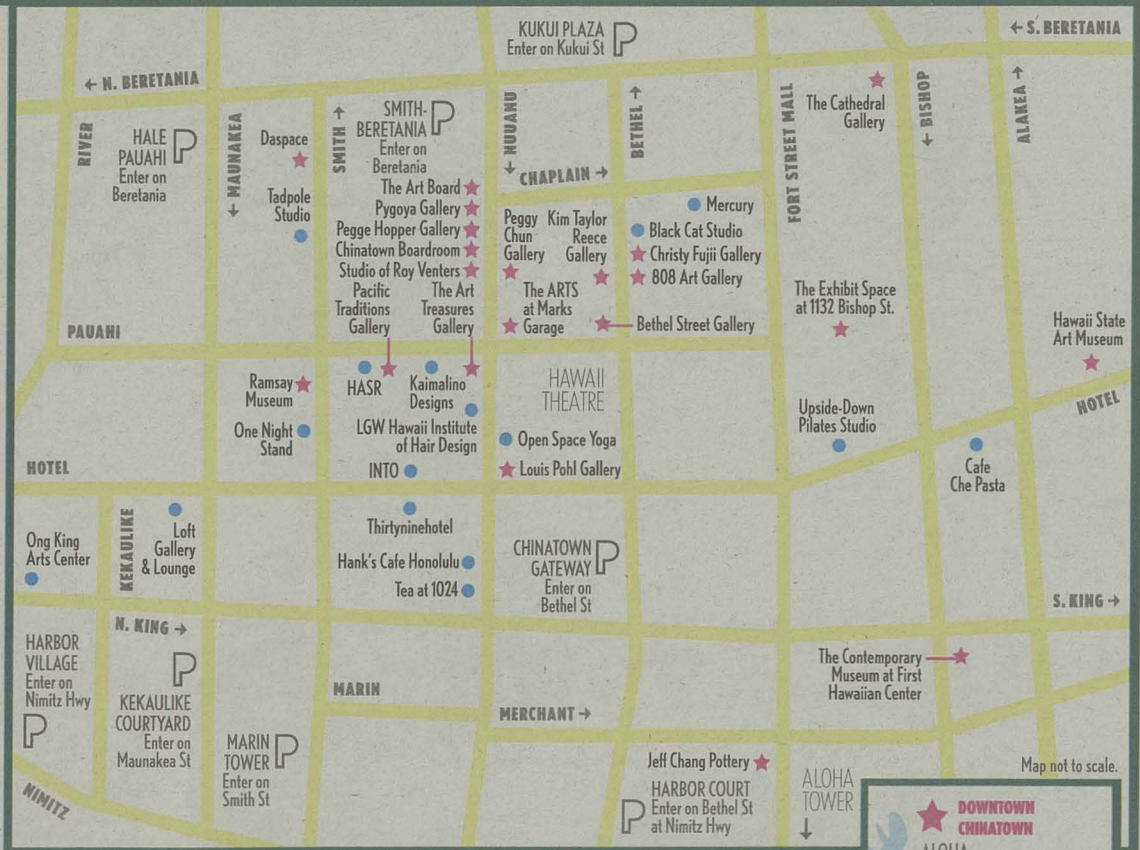 KUKUI PLAZA
Enter on Kukui St
P
← S. BERETANIA
← N. BERETANIA
RIVER
HALE
PAUAHI
Enter on
Beretania
P
← MAUNAKEA
Daspace
Tadpole
Studio
SMITH →
SMITH-
BERETANIA
Enter on
Beretania
P
The Art Board
Pygoya Gallery
Pegge Hopper Gallery
Chinatown Boardroom
Studio of Roy Venters
Pacific
Traditions
Gallery
The Art
Treasures
Gallery
← NUUANU
BETHEL →
CHAPLAIN →
Peggy
Chun
Gallery
Kim Taylor
Reece
Gallery
The ARTS
at Marks
Garage
Mercury
Black Cat Studio
Christy Fujii Gallery
808 Art Gallery
Bethel Street Gallery
FORT STREET MALL
The Cathedral
Gallery
← BISHOP
ALAKEA →
The Exhibit Space
at 1132 Bishop St.
Hawaii State
Art Museum
PAUAHI
Ramsay
Museum
One Night
Stand
HASR
Kaimalino
Designs
LGW Hawaii Institute
of Hair Design
INTO
HAWAII
THEATRE
Open Space Yoga
Louis Pohl Gallery
Upside-Down
Pilates Studio
HOTEL
Cafe
Che Pasta
HOTEL
Ong King
Arts Center
KEKAULIKE
Loft
Gallery
& Lounge
Thirtyninehotel
Hank's Cafe Honolulu
Tea at 1024
CHINATOWN
GATEWAY
Enter on
Bethel St
P
S. KING →
N. KING →
HARBOR
VILLAGE
Enter on
Nimitz Hwy
P
P
KEKAULIKE
COURTYARD
Enter on
Maunakea St
MARIN
MERCHANT →
The Contemporary
Museum at First
Hawaiian Center
MARIN
TOWER
Enter on
Smith St
P
Jeff Chang Pottery
HARBOR COURT
Enter on Bethel St
at Nimitz Hwy
P
ALOHA
TOWER
↓
Map not to scale.
NIMITZ
DOWNTOWN
CHINATOWN
ALOHA